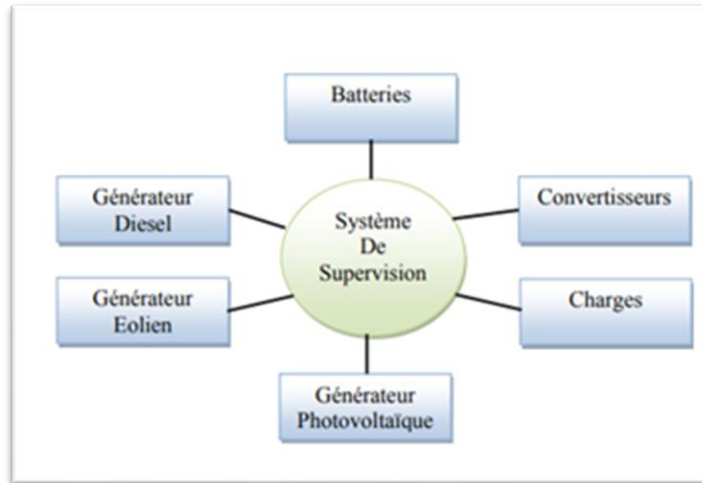 Batteries
Générateur
Diesel
Système
De
Supervision
Convertisseurs
Générateur
Eolien
Charges
Générateur
Photovoltaïque